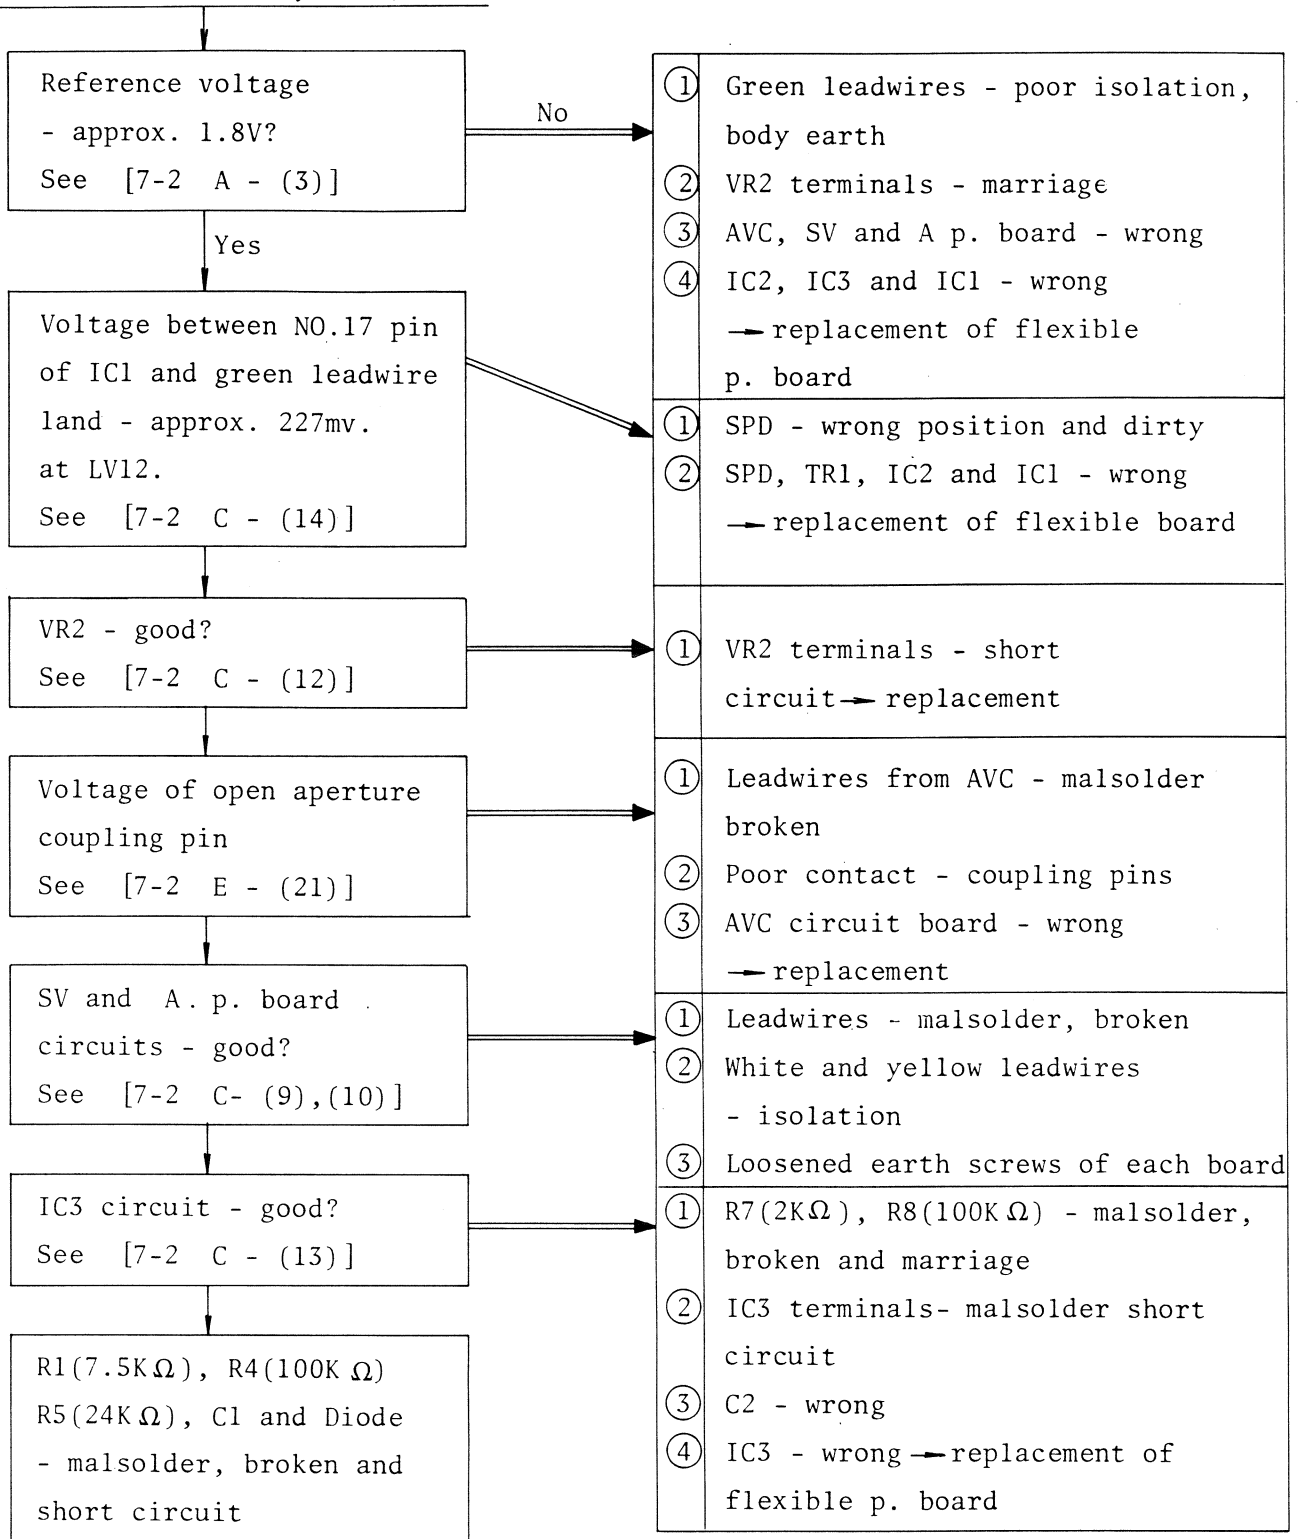 Reference voltage
- approx. 1.8V?
See [7-2 A - (3)]
No
Yes
① Green leadwires - poor isolation,
body earth
② VR2 terminals - marriage
③ AVC, SV and A p. board - wrong
④ IC2, IC3 and IC1 - wrong
→ replacement of flexible
p. board
Voltage between NO.17 pin
of IC1 and green leadwire
land - approx. 227mv.
at LV12.
See [7-2 C - (14)]
① SPD - wrong position and dirty
② SPD, TR1, IC2 and IC1 - wrong
→ replacement of flexible board
VR2 - good?
See [7-2 C - (12)]
① VR2 terminals - short
circuit → replacement
Voltage of open aperture
coupling pin
See [7-2 E - (21)]
① Leadwires from AVC - malsolder
broken
② Poor contact - coupling pins
③ AVC circuit board - wrong
→ replacement
SV and A. p. board
circuits - good?
See [7-2 C- (9),(10)]
① Leadwires - malsolder, broken
② White and yellow leadwires
- isolation
③ Loosened earth screws of each board
IC3 circuit - good?
See [7-2 C - (13)]
① R7(2KΩ), R8(100KΩ) - malsolder,
broken and marriage
② IC3 terminals- malsolder short
circuit
③ C2 - wrong
④ IC3 - wrong → replacement of
flexible p. board
R1(7.5KΩ), R4(100KΩ)
R5(24KΩ), C1 and Diode
- malsolder, broken and
short circuit